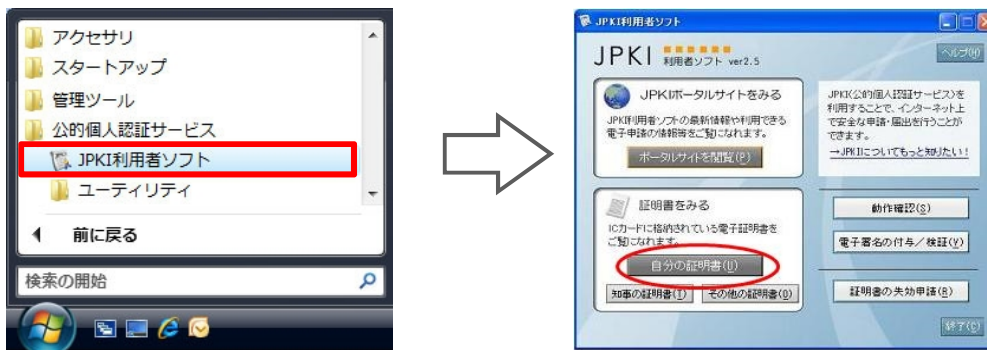 アクセサリ
スタートアップ
管理ツール
公的個人認証サービス
JPKI利用者ソフト
ユーティリティ
前に戻る
検索の開始
JPKI利用者ソフト
JPKI 利用者ソフト ver2.5
ヘルプ(H)
JPKIポータルサイトをみる
JPKI利用者ソフトの最新情報や利用できる
電子申請の情報等をご覧になれます。
ポータルサイトを閲覧(P)
JPKI(公的個人認証サービス)を
利用することで、インターネット上
で安全な申請・届出を行うことが
できます。
→JPKIについてもっと知りたい!
証明書をみる
ICカードに格納されている電子証明書を
ご覧になれます。
自分の証明書(U)
知事の証明書(I)
その他の証明書(O)
動作確認(S)
電子署名の付与/検証(V)
証明書の失効申請(R)
終了(C)